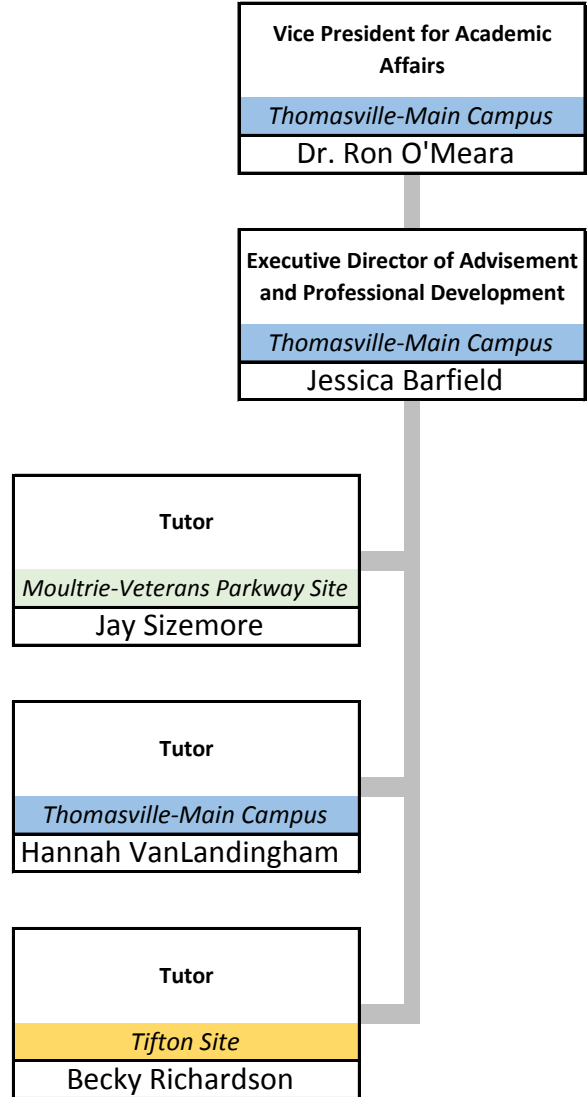 Vice President for Academic
Affairs
Thomasville-Main Campus
Dr. Ron O'Meara
Executive Director of Advisement
and Professional Development
Thomasville-Main Campus
Jessica Barfield
Tutor
Moultrie-Veterans Parkway Site
Jay Sizemore
Tutor
Thomasville-Main Campus
Hannah VanLandingham
Tutor
Tifton Site
Becky Richardson